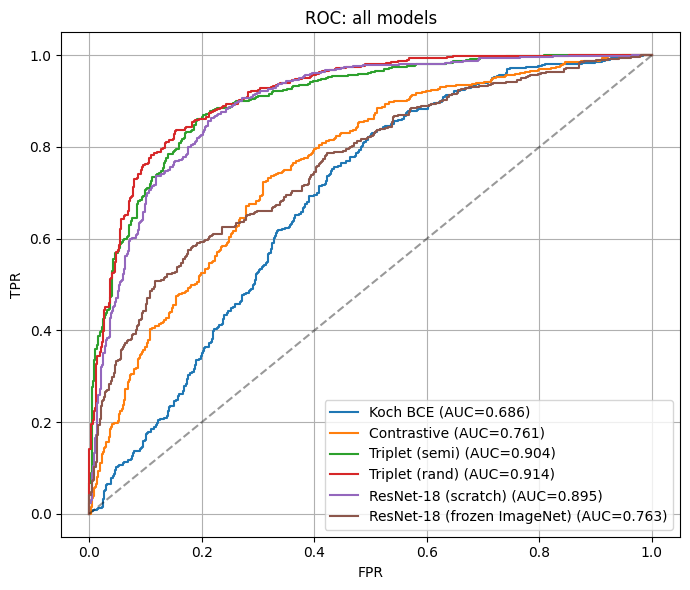 ROC: all models
1.0
0.8
0.6
0.4
0.2
0.0
TPR
0.0 0.2 0.4 0.6 0.8 1.0
FPR
Koch BCE (AUC=0.686)
Contrastive (AUC=0.761)
Triplet (semi) (AUC=0.904)
Triplet (rand) (AUC=0.914)
ResNet-18 (scratch) (AUC=0.895)
ResNet-18 (frozen ImageNet) (AUC=0.763)